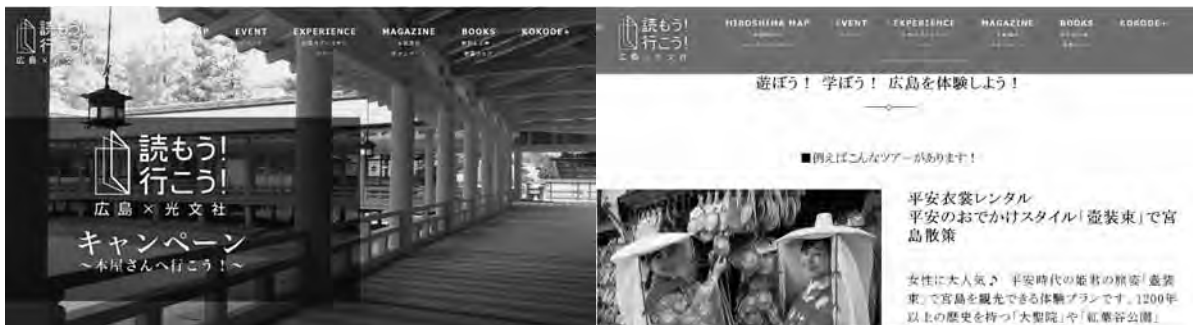 読もう!
行こう!
広島×光文社
MAP
EVENT
EXPERIENCE
MAGAZINE
BOOKS
KOKODE+
読もう!
行こう!
広島×光文社
キャンペーン
~本屋さんへ行こう!~
読もう!
行こう!
広島×光文社
HIROSHIMA MAP
EVENT
EXPERIENCE
MAGAZINE
BOOKS
KOKODE+
遊ぼう! 学ぼう! 広島を体験しよう!
■例えばこんなツアーがあります!
平安衣裳レンタル
平安のおでかけスタイル「壺装束」で宮
島散策
女性に大人気♪ 平安時代の姫君の旅姿「壺装
束」で宮島を観光できる体験プランです。1200年
以上の歴史を持つ「大聖院」や「紅葉谷公園」